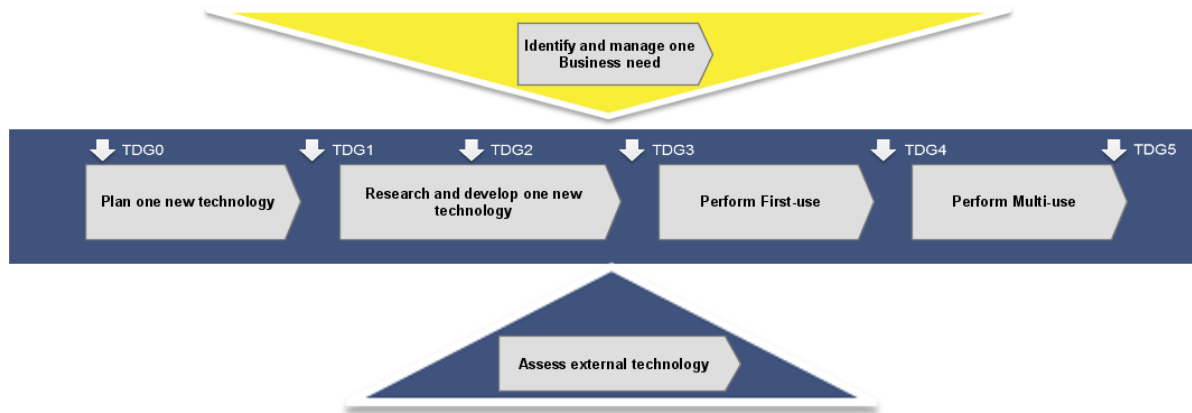 Identify and manage one
Business need
TDG0
TDG1
TDG2
TDG3
TDG4
TDG5
Plan one new technology
Research and develop one new
technology
Perform First-use
Perform Multi-use
Assess external technology